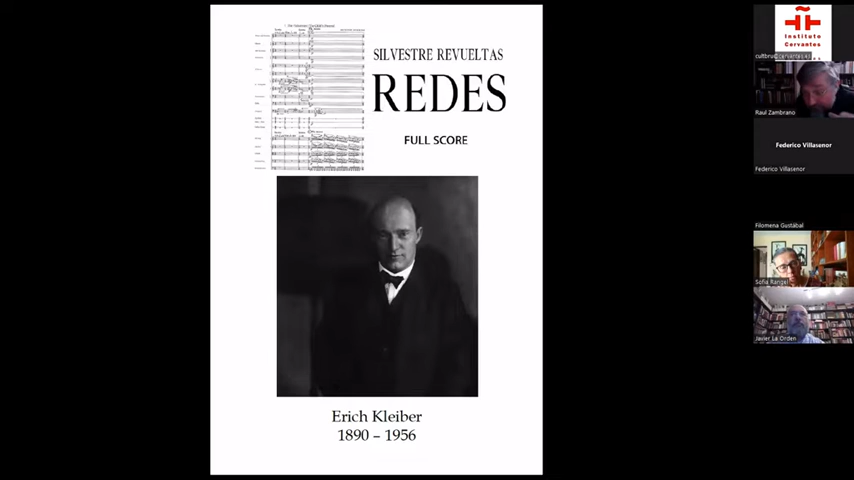 SILVESTRE REVUELTAS
REDES
FULL SCORE
Erich Kleiber
1890 – 1956
Instituto
Cervantes
Raul Zambrano
Federico Villasenor
Federico Villasenor
Filomena Gustábal
Sofia Rangel
Javier La Orden